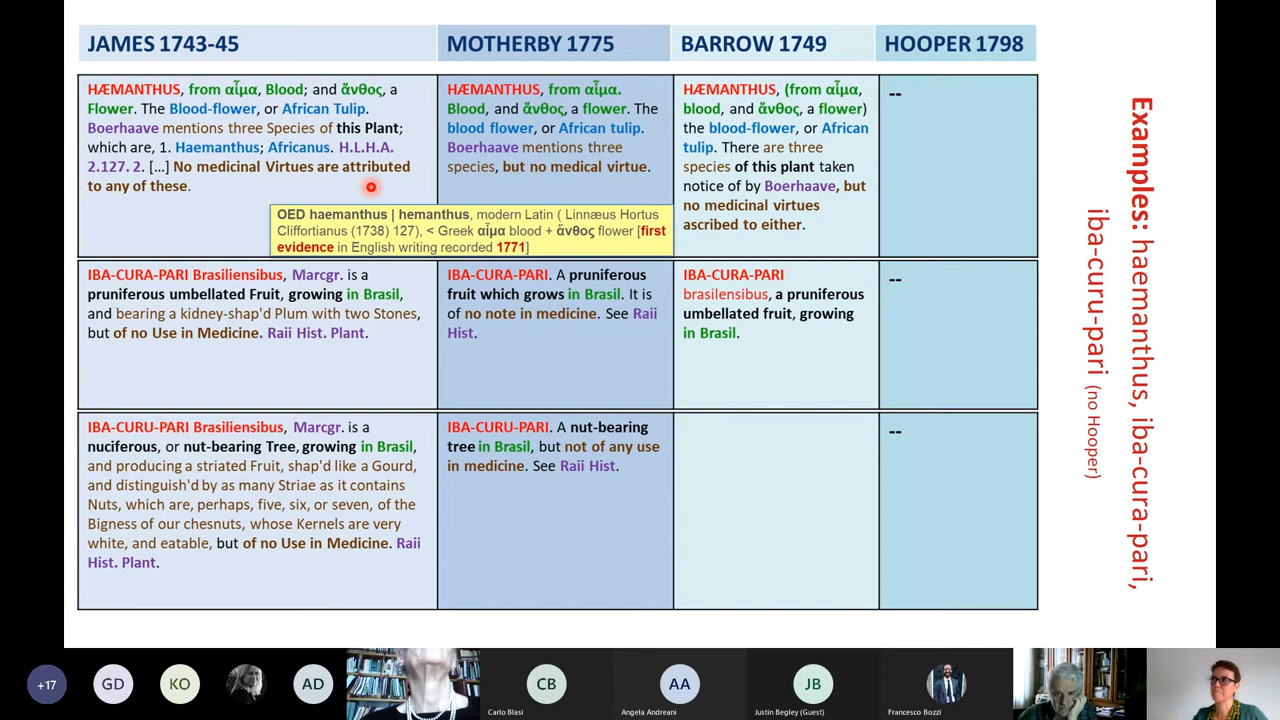 JAMES 1743-45
MOTHERBY 1775
BARROW 1749
HOOPER 1798
HÆMANTHUS, from αἷμα, Blood; and ἄνθος, a
Flower. The Blood-flower, or African Tulip.
Boerhaave mentions three Species of this Plant;
which are, 1. Haemanthus; Africanus. H.L.H.A.
2.127. 2. [...] No medicinal Virtues are attributed
to any of these.
HÆMANTHUS, from αἷμα.
Blood, and ἄνθος, a flower. The
blood flower, or African tulip.
Boerhaave mentions three
species, but no medical virtue.
HÆMANTHUS, (from αἷμα,
blood, and ἄνθος, a flower)
the blood-flower, or African
tulip. There are three
species of this plant taken
notice of by Boerhaave, but
no medicinal virtues
ascribed to either.
--
OED haemanthus | hemanthus, modern Latin ( Linnæus Hortus
Cliffortianus (1738) 127), < Greek αἷμα blood + ἄνθος flower [first
evidence in English writing recorded 1771]
IBA-CURA-PARI Brasiliensibus, Marcgr. is a
pruniferous umbellated Fruit, growing in Brasil,
and bearing a kidney-shap'd Plum with two Stones,
but of no Use in Medicine. Raii Hist. Plant.
IBA-CURA-PARI. A pruniferous
fruit which grows in Brasil. It is
of no note in medicine. See Raii
Hist.
IBA-CURA-PARI
brasilensibus, a pruniferous
umbellated fruit, growing
in Brasil.
--
IBA-CURU-PARI Brasiliensibus, Marcgr. is a
nuciferous, or nut-bearing Tree, growing in Brasil,
and producing a striated Fruit, shap'd like a Gourd,
and distinguish'd by as many Striae as it contains
Nuts, which are, perhaps, five, six, or seven, of the
Bigness of our chesnuts, whose Kernels are very
white, and eatable, but of no Use in Medicine. Raii
Hist. Plant.
IBA-CURU-PARI. A nut-bearing
tree in Brasil, but not of any use
in medicine. See Raii Hist.
--
Examples: haemanthus, iba-cura-pari,
iba-curu-pari (no Hooper)
+17
GD
KO
AD
CB
Carlo Blasi
AA
Angela Andreani
JB
Justin Begley (Guest)
Francesco Bozzi